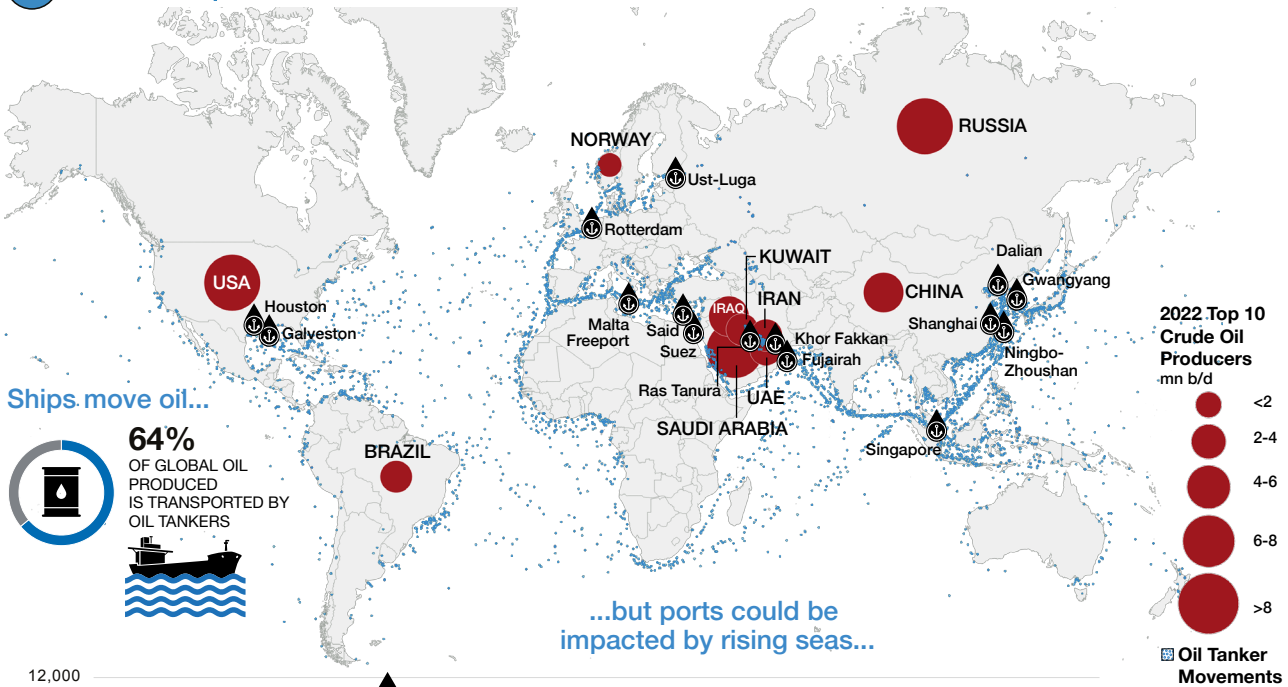 NORWAY
RUSSIA
Ust-Luga
Rotterdam
USA
Houston
Galveston
Malta
Freeport
Said
Suez
IRAQ
KUWAIT
IRAN
Khor Fakkan
Fujairah
Ras Tanura
UAE
SAUDI ARABIA
CHINA
Dalian
Gwangyang
Shanghai
Ningbo-
Zhoushan
Singapore
BRAZIL
Ships move oil...
64%
OF GLOBAL OIL
PRODUCED
IS TRANSPORTED BY
OIL TANKERS
...but ports could be
impacted by rising seas...
2022 Top 10
Crude Oil
Producers
mn b/d
<2
2-4
4-6
6-8
>8
Oil Tanker
Movements
12,000